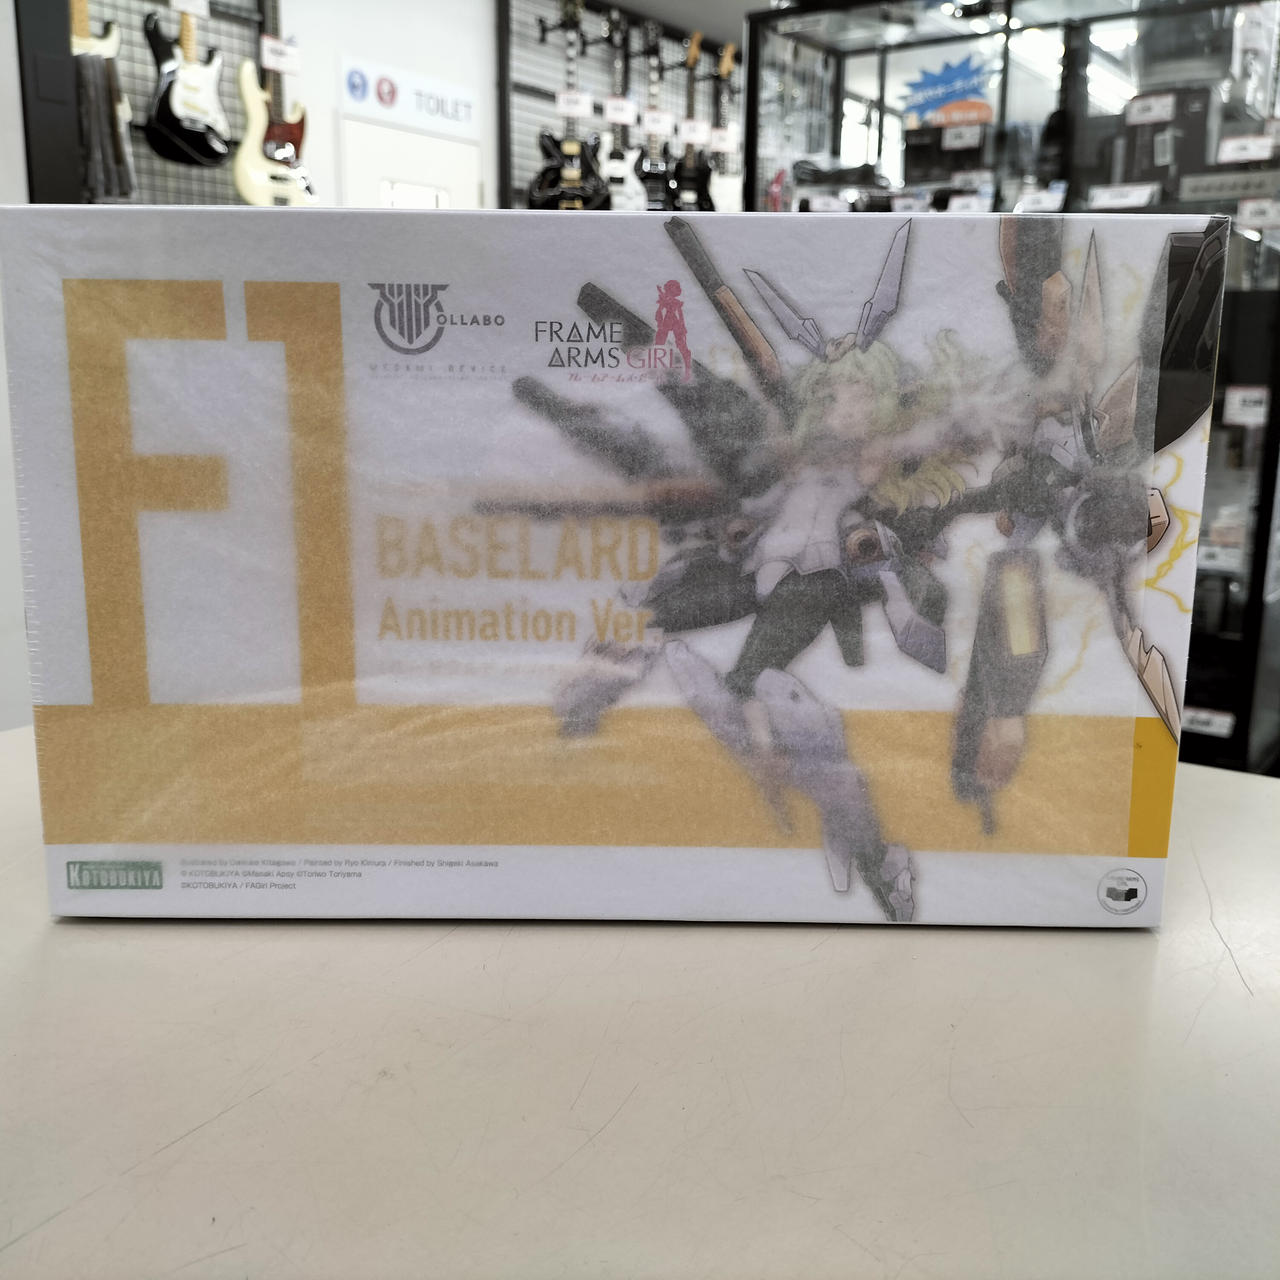 TOILET
F1
OLLABO
MEGAMI DEVICE
FRAME
ARMS GIRL
フレームアームズ・ガール
BASELARD
Animation Ver.
KOTOBUKIYA
Illustrated by Daisuke Kitagawa / Painted by Ryo Kimura / Finished by Shigeki Asakawa
© KOTOBUKIYA ©Masaki Apsy ©Toriwo Toriyama
©KOTOBUKIYA / FAGirl Project